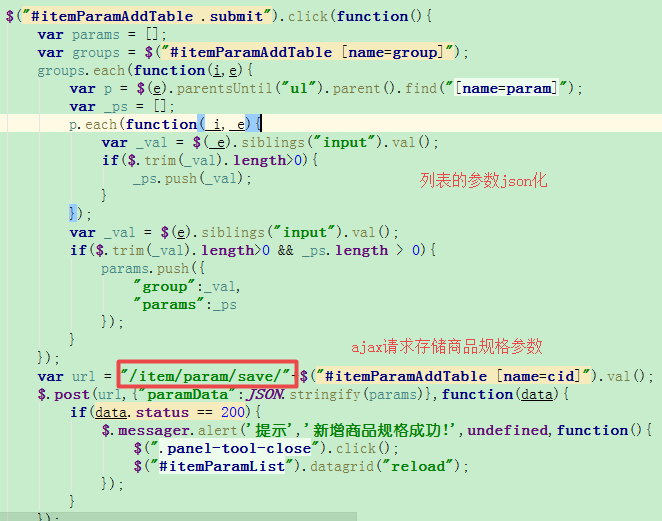 $("#itemParamAddTable .submit").click(function(){
var params = [];
var groups = $("#itemParamAddTable [name=group]");
groups.each(function(i,e){
var p = $(e).parentsUntil("ul").parent().find("[name=param]");
var _ps = [];
p.each(function(_i,_e){
var _val = $(_e).siblings("input").val();
if($.trim(_val).length>0){
_ps.push(_val);
列表的参数json化
}
});
var _val = $(e).siblings("input").val();
if($.trim(_val).length>0 && _ps.length > 0){
params.push({
"group":_val,
"params":_ps
});
}
ajax请求存储商品规格参数
});
var url = "/item/param/save/"+$("#itemParamAddTable [name=cid]").val();
$.post(url,{"paramData":JSON.stringify(params)},function(data){
if(data.status == 200){
$.messager.alert('提示','新增商品规格成功!',undefined,function(){
$(".panel-tool-close").click();
$("#itemParamList").datagrid("reload");
});
}
});